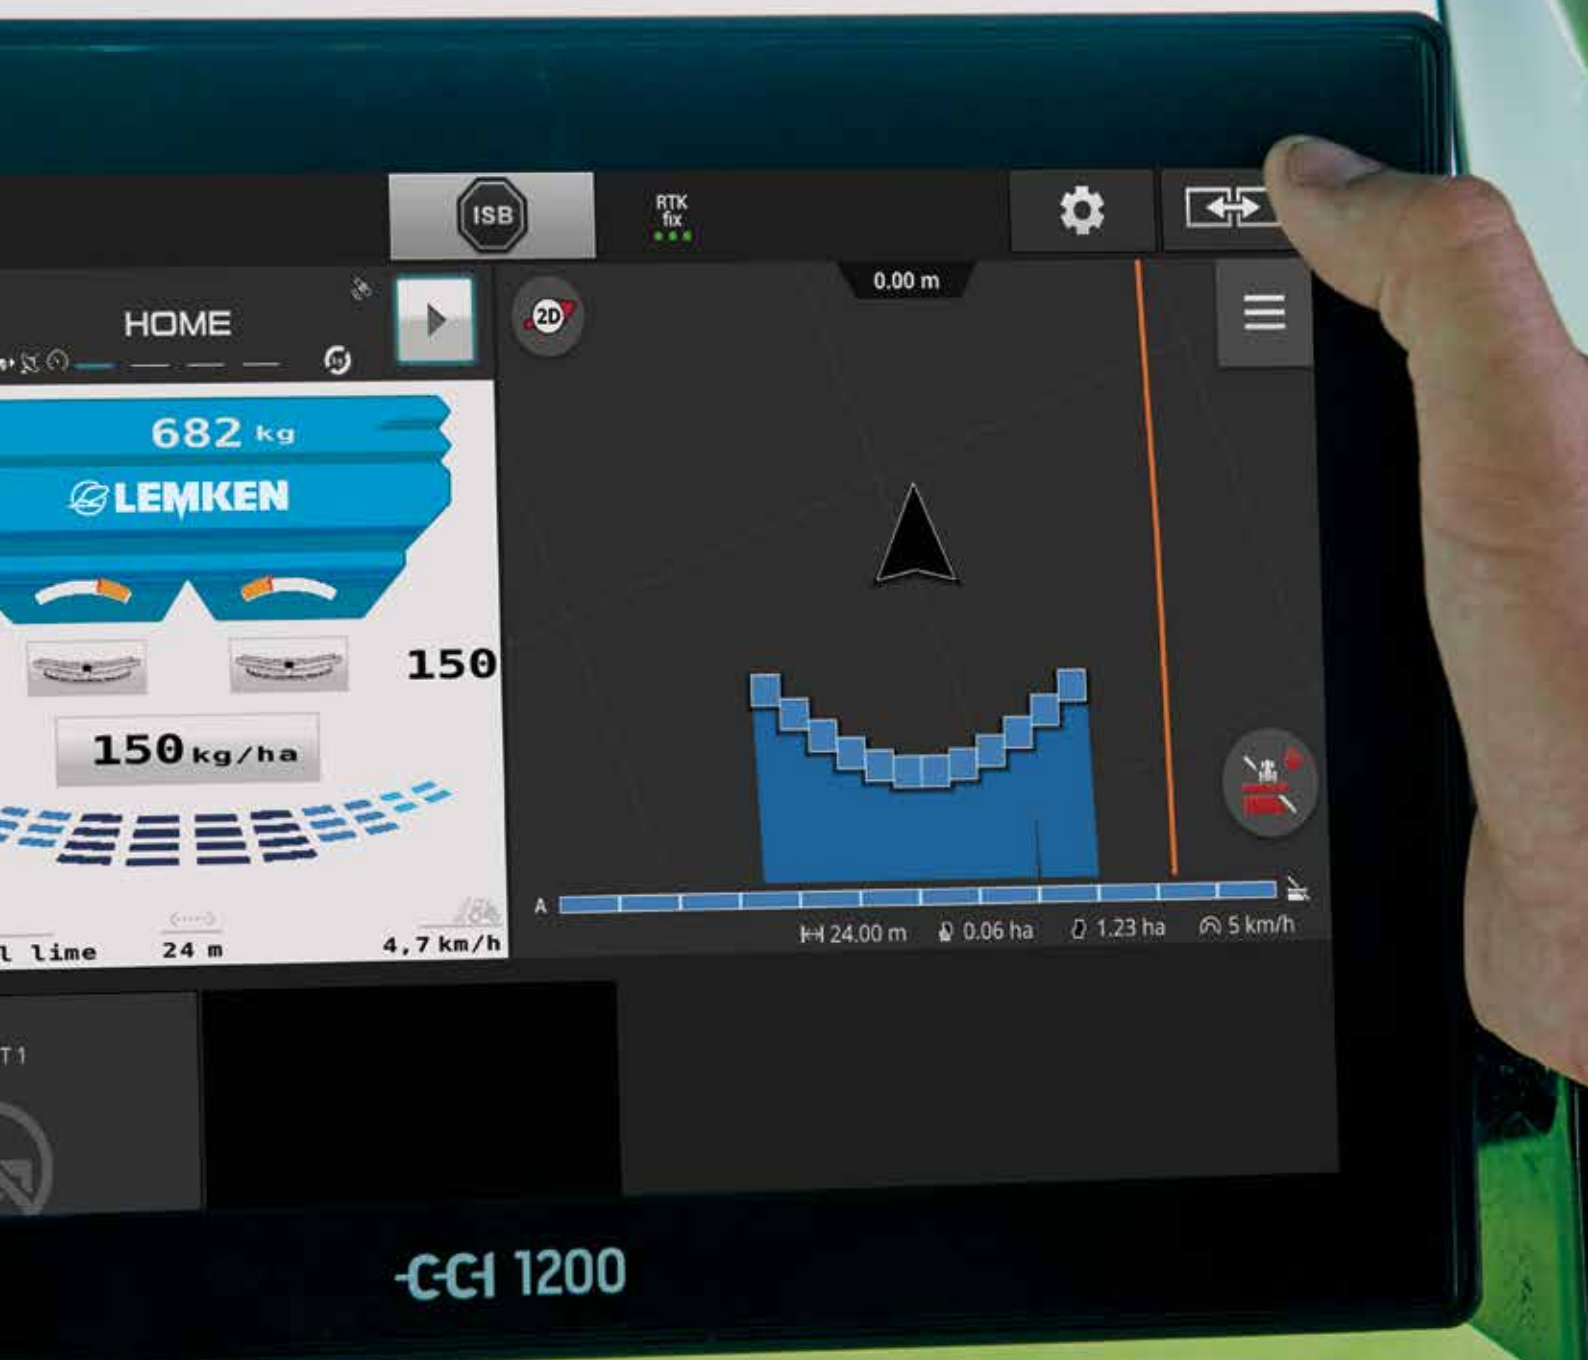 ISB
RTK
fix
HOME
2D
0.00 m
682 kg
LEMKEN
150
150 kg/ha
A
24.00 m 0.06 ha 1.23 ha 5 km/h
l lime 24 m 4,7 km/h
T 1
CCI 1200